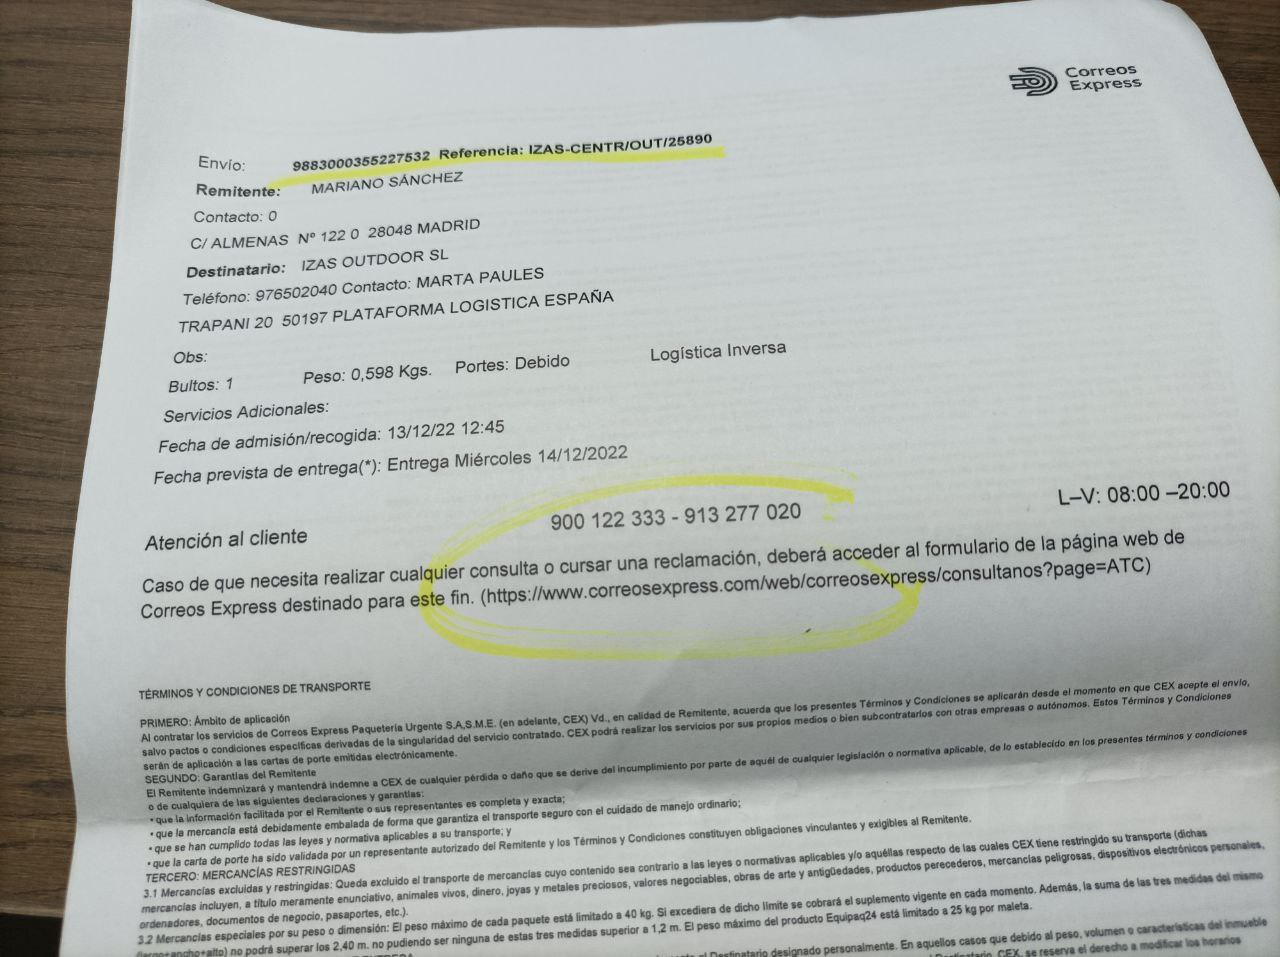 Correos
Express
Envío: 9883000355227532 Referencia: IZAS-CENTR/OUT/25890
Remitente: MARIANO SÁNCHEZ
Contacto: 0
C/ ALMENAS Nº 122 0 28048 MADRID
Destinatario: IZAS OUTDOOR SL
Teléfono: 976502040 Contacto: MARTA PAULES
TRAPANI 20 50197 PLATAFORMA LOGISTICA ESPAÑA
Obs:
Bultos: 1 Peso: 0,598 Kgs. Portes: Debido Logística Inversa
Servicios Adicionales:
Fecha de admisión/recogida: 13/12/22 12:45
Fecha prevista de entrega(*): Entrega Miércoles 14/12/2022
Atención al cliente 900 122 333 - 913 277 020 L–V: 08:00 –20:00
Caso de que necesita realizar cualquier consulta o cursar una reclamación, deberá acceder al formulario de la página web de
Correos Express destinado para este fin. (https://www.correosexpress.com/web/correosexpress/consultanos?page=ATC)
TÉRMINOS Y CONDICIONES DE TRANSPORTE
PRIMERO: Ámbito de aplicación
Al contratar los servicios de Correos Express Paquetería Urgente S.A.S.M.E. (en adelante, CEX) Vd., en calidad de Remitente, acuerda que los presentes Términos y Condiciones se aplicarán desde el momento en que CEX acepte el envío,
salvo pactos o condiciones específicas derivadas de la singularidad del servicio contratado. CEX podrá realizar los servicios por sus propios medios o bien subcontratarlos con otras empresas o autónomos. Estos Términos y Condiciones
serán de aplicación a las cartas de porte emitidas electrónicamente.
SEGUNDO: Garantías del Remitente
El Remitente indemnizará y mantendrá indemne a CEX de cualquier pérdida o daño que se derive del incumplimiento por parte de aquél de cualquier legislación o normativa aplicable, de lo establecido en los presentes términos y condiciones
o de cualquiera de las siguientes declaraciones y garantías:
• que la información facilitada por el Remitente o sus representantes es completa y exacta;
• que la mercancía está debidamente embalada de forma que garantiza el transporte seguro con el cuidado de manejo ordinario;
• que se han cumplido todas las leyes y normativa aplicables a su transporte; y
• que la carta de porte ha sido validada por un representante autorizado del Remitente y los Términos y Condiciones constituyen obligaciones vinculantes y exigibles al Remitente.
TERCERO: MERCANCÍAS RESTRINGIDAS
3.1 Mercancías excluidas y restringidas: Queda excluido el transporte de mercancías cuyo contenido sea contrario a las leyes o normativas aplicables y/o aquéllas respecto de las cuales CEX tiene restringido su transporte (dichas
mercancías incluyen, a título meramente enunciativo, animales vivos, dinero, joyas y metales preciosos, valores negociables, obras de arte y antigüedades, productos perecederos, mercancías peligrosas, dispositivos electrónicos personales,
ordenadores, documentos de negocio, pasaportes, etc.).
3.2 Mercancías especiales por su peso o dimensión: El peso máximo de cada paquete está limitado a 40 kg. Si excediera de dicho límite se cobrará el suplemento vigente en cada momento. Además, la suma de las tres medidas del mismo
(largo+ancho+alto) no podrá superar los 2,40 m. no pudiendo ser ninguna de estas tres medidas superior a 1,2 m. El peso máximo del producto Equipaq24 está limitado a 25 kg por maleta.
al Destinatario designado personalmente. En aquellos casos que debido al peso, volumen o características del inmueble
Destinatario, CEX, se reserva el derecho a modificar los horarios